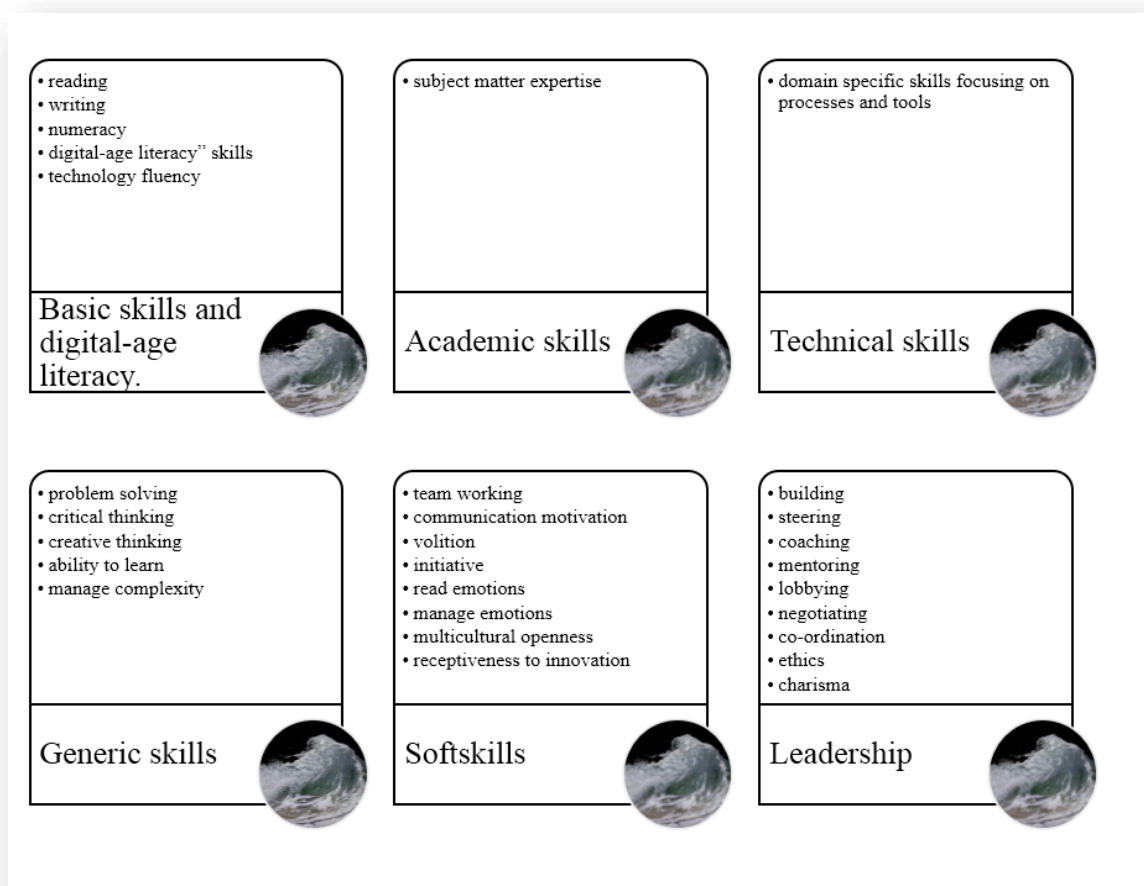 • reading
• writing
• numeracy
• digital-age literacy” skills
• technology fluency
Basic skills and
digital-age
literacy.
• subject matter expertise
Academic skills
• domain specific skills focusing on
processes and tools
Technical skills
• problem solving
• critical thinking
• creative thinking
• ability to learn
• manage complexity
Generic skills
• team working
• communication motivation
• volition
• initiative
• read emotions
• manage emotions
• multicultural openness
• receptiveness to innovation
Softskills
• building
• steering
• coaching
• mentoring
• lobbying
• negotiating
• co-ordination
• ethics
• charisma
Leadership